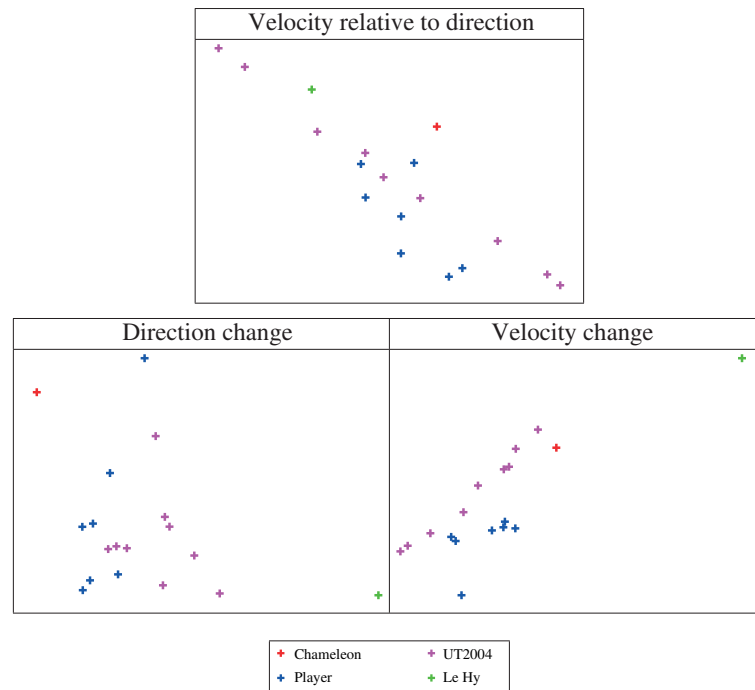 Velocity relative to direction
Direction change
Velocity change
Chameleon
UT2004
Player
Le Hy